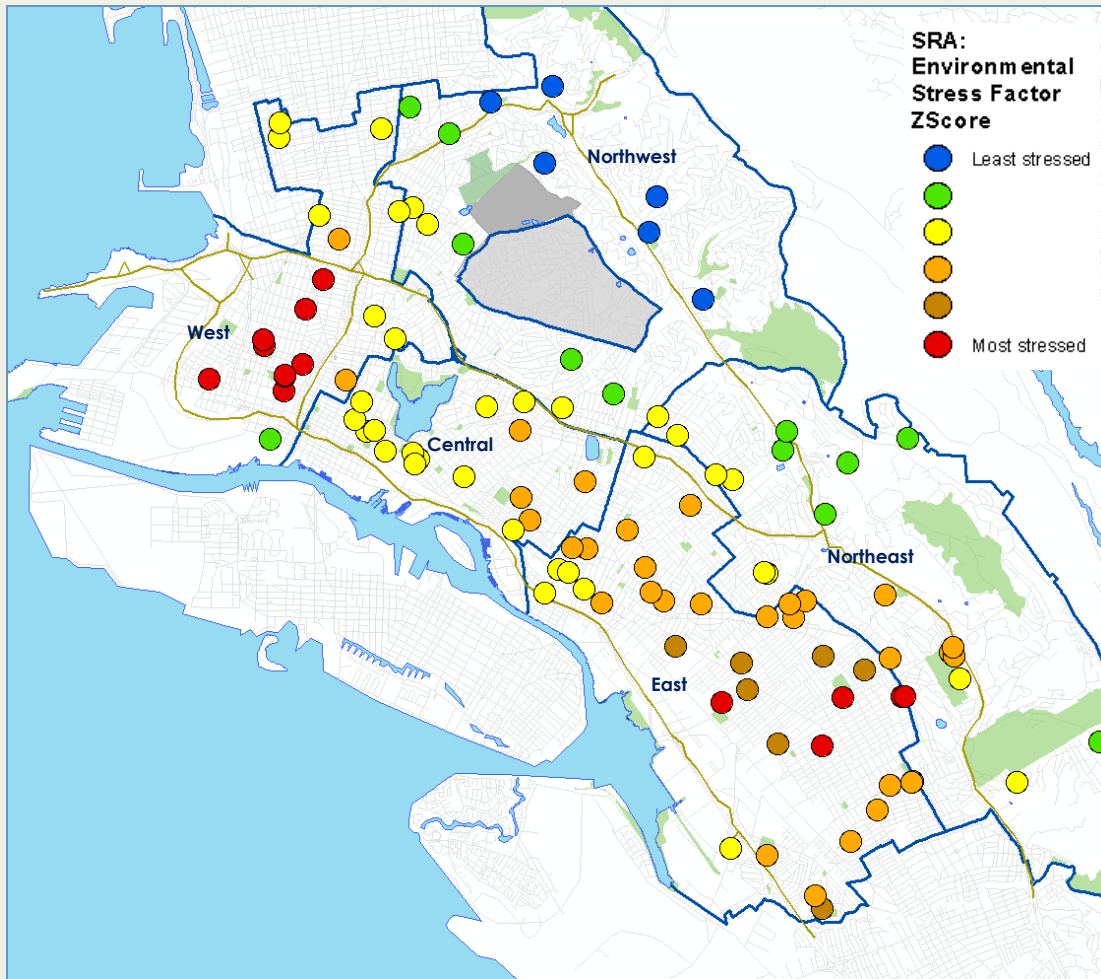 SRA:
Environmental
Stress Factor
ZScore
Least stressed
Most stressed
Northwest
West
Central
Northeast
East